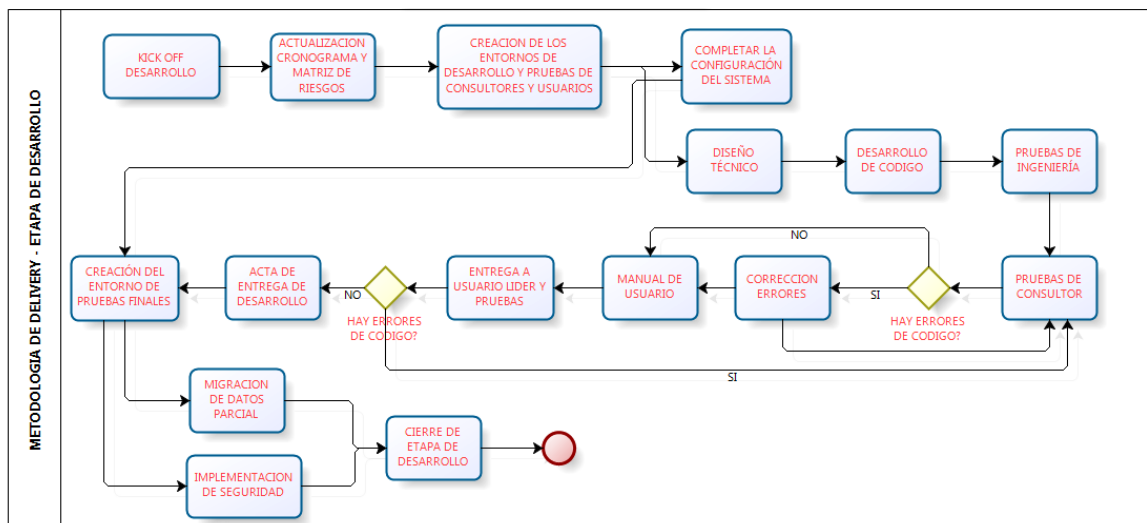 METODOLOGIA DE DELIVERY - ETAPA DE DESARROLLO
KICK OFF
DESARROLLO
ACTUALIZACION
CRONOGRAMA Y
MATRIZ DE
RIESGOS
CREACION DE LOS
ENTORNOS DE
DESARROLLO Y PRUEBAS DE
CONSULTORES Y USUARIOS
COMPLETAR LA
CONFIGURACIÓN
DEL SISTEMA
DISEÑO
TÉCNICO
DESARROLLO
DE CODIGO
PRUEBAS DE
INGENIERÍA
NO
CREACIÓN DEL
ENTORNO DE
PRUEBAS FINALES
ACTA DE
ENTREGA DE
DESARROLLO
NO
HAY ERRORES
DE CODIGO?
ENTREGA A
USUARIO LIDER Y
PRUEBAS
MANUAL DE
USUARIO
CORRECCION
ERRORES
SI
HAY ERRORES
DE CODIGO?
PRUEBAS DE
CONSULTOR
SI
MIGRACION
DE DATOS
PARCIAL
CIERRE DE
ETAPA DE
DESARROLLO
IMPLEMENTACION
DE SEGURIDAD